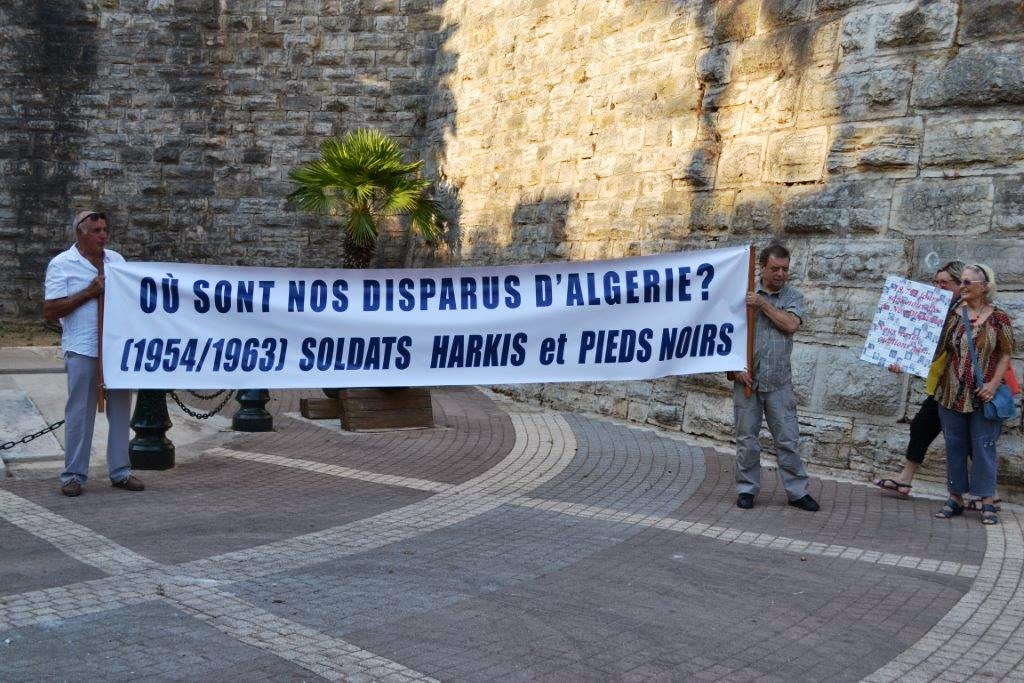 OÙ SONT NOS DISPARUS D'ALGERIE?
(1954/1963) SOLDATS HARKIS et PIEDS NOIRS